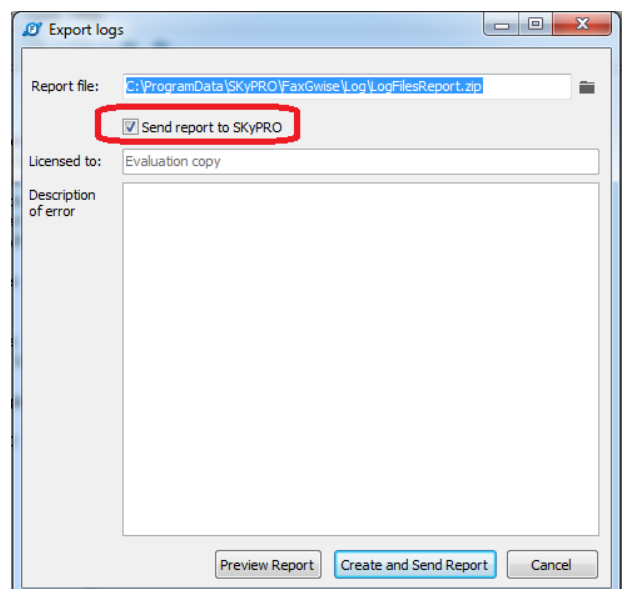 Export logs
Report file: C:\ProgramData\SKyPRO\FaxGwise\Log\LogFilesReport.zip
Send report to SKyPRO
Licensed to: Evaluation copy
Description
of error
Preview Report Create and Send Report Cancel